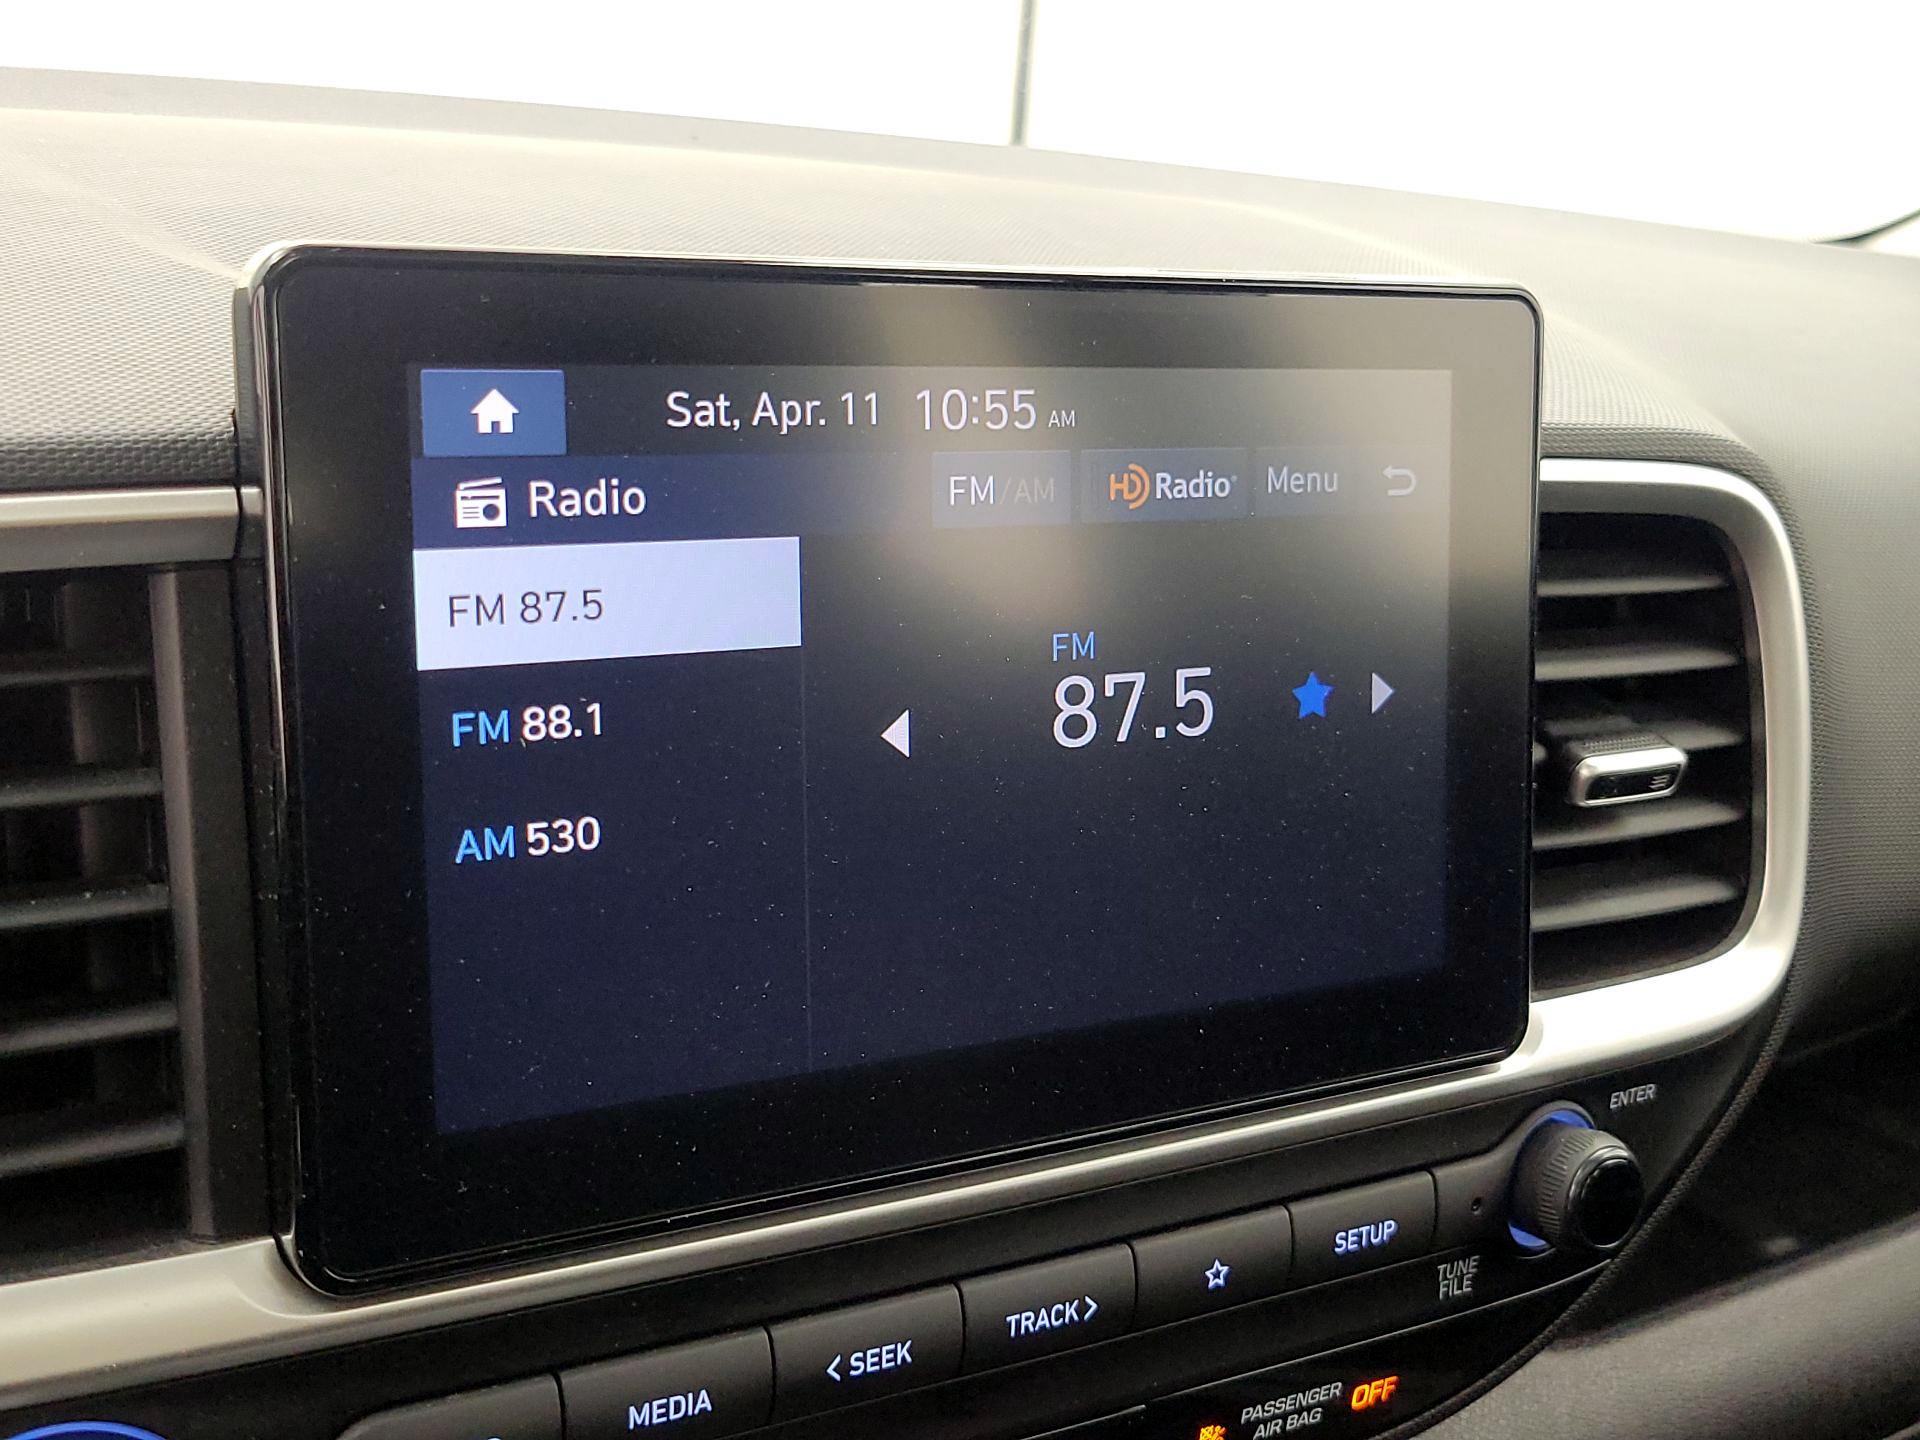 Sat, Apr. 11 10:55 AM
Radio FM/AM HD Radio® Menu
FM 87.5
FM 88.1
AM 530
FM
87.5
ENTER
TUNE
FILE
MEDIA < SEEK TRACK > SETUP
PASSENGER
AIR BAG OFF